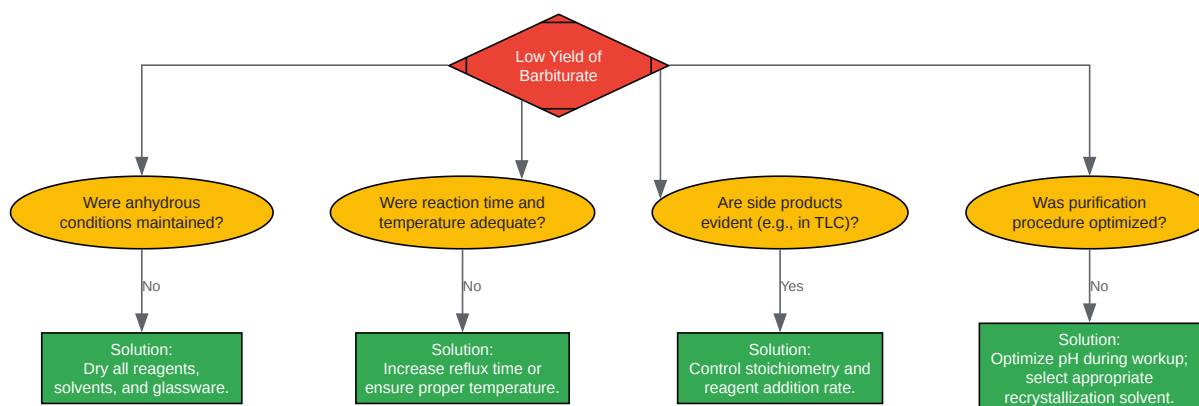 Low Yield of
Barbiturate
Were anhydrous
conditions maintained?
Were reaction time and
temperature adequate?
Are side products
evident (e.g., in TLC)?
Was purification
procedure optimized?
No
No
Yes
No
Solution:
Dry all reagents,
solvents, and glassware.
Solution:
Increase reflux time or
ensure proper temperature.
Solution:
Control stoichiometry and
reagent addition rate.
Solution:
Optimize pH during workup;
select appropriate
recrystallization solvent.